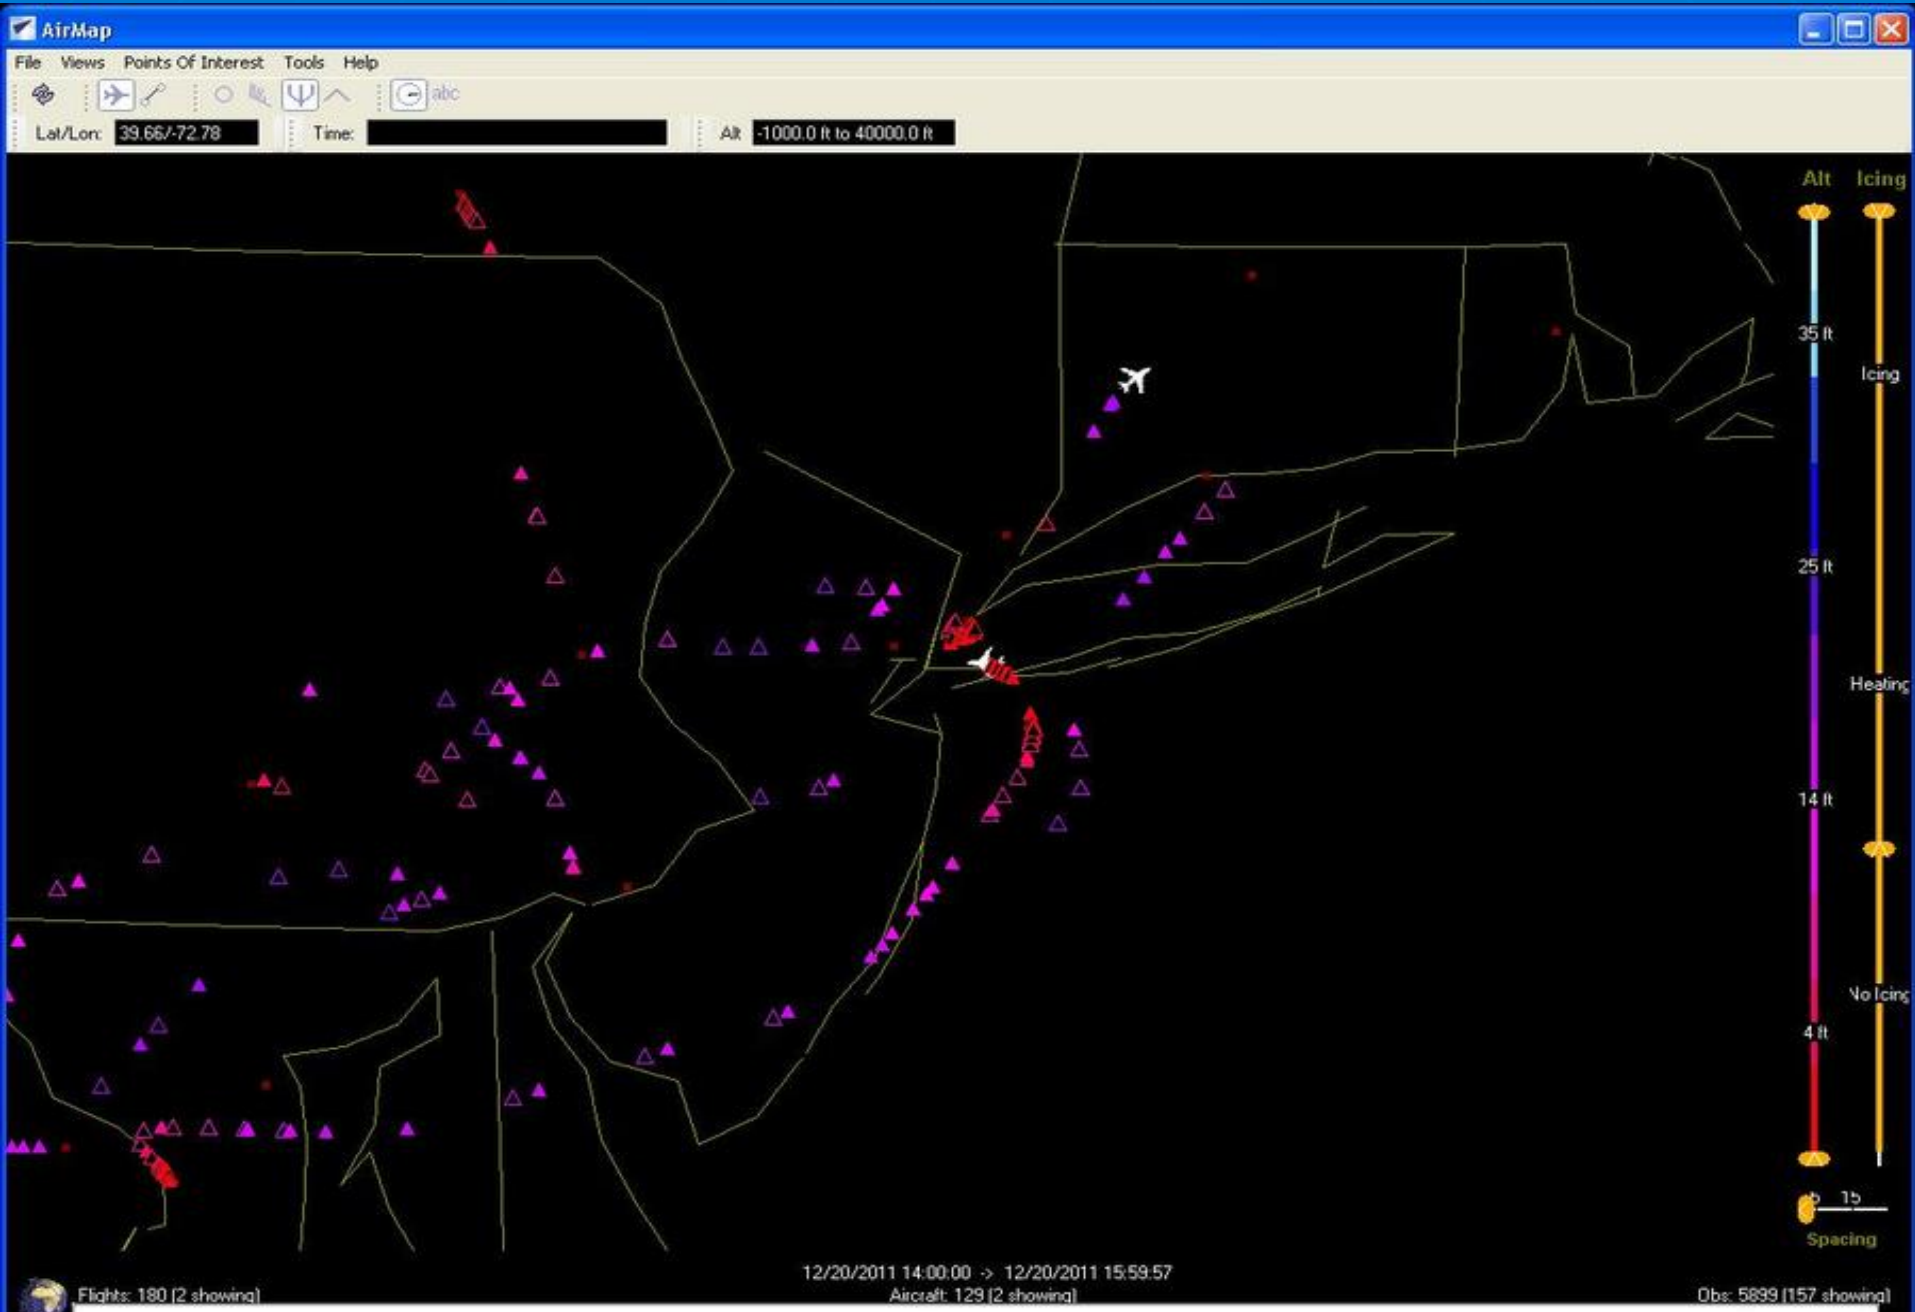 AirMap
File Views Points Of Interest Tools Help
abc
Lat/Lon: 39.66/-72.78 Time: Alt -1000.0 ft to 40000.0 ft
Alt Icing
35 ft
Icing
25 ft
Heating
14 ft
No Icing
4 ft
15
Spacing
12/20/2011 14:00:00 -> 12/20/2011 15:59:57
Flights: 180 (2 showing) Aircraft: 129 (2 showing) Obs: 5899 (157 showing)